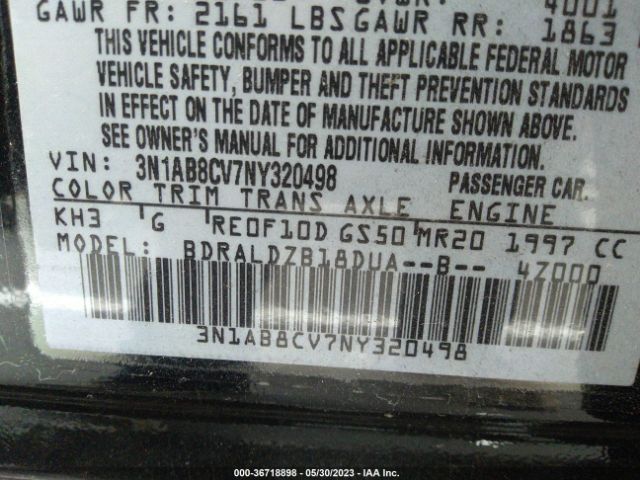 4001
GAWR FR: 2161 LBS GAWR RR: 1863
THIS VEHICLE CONFORMS TO ALL APPLICABLE FEDERAL MOTOR
VEHICLE SAFETY, BUMPER AND THEFT PREVENTION STANDARDS
IN EFFECT ON THE DATE OF MANUFACTURE SHOWN ABOVE.
SEE OWNER'S MANUAL FOR ADDITIONAL INFORMATION.
VIN: 3N1AB8CV7NY320498 PASSENGER CAR.
COLOR TRIM TRANS AXLE ENGINE
KH3 G RE0F10D GS50 MR20 1997 CC
MODEL: BDRALDZB18DUA--B-- 4Z000
3N1AB8CV7NY320498
000-36718898 - 05/30/2023 - IAA Inc.